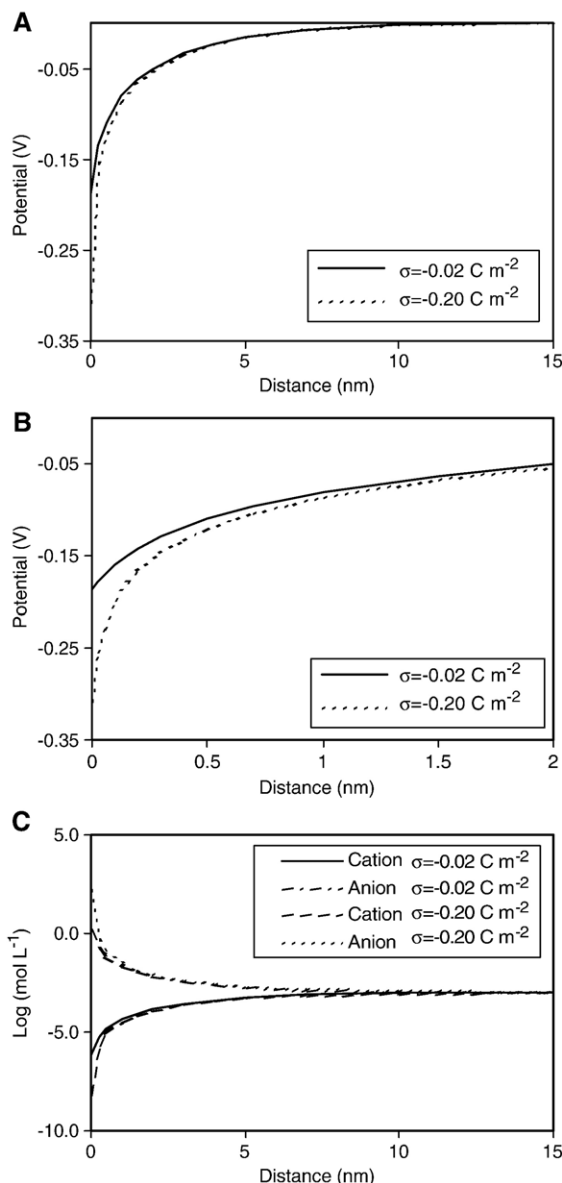 A
-0.05
-0.15
-0.25
-0.35
Potential (V)
σ=-0.02 C m⁻²
σ=-0.20 C m⁻²
0 5 10 15
Distance (nm)
B
-0.05
-0.15
-0.25
-0.35
Potential (V)
σ=-0.02 C m⁻²
σ=-0.20 C m⁻²
0 0.5 1 1.5 2
Distance (nm)
C
5.0
0.0
-5.0
-10.0
Log (mol L⁻¹)
Cation σ=-0.02 C m⁻²
Anion σ=-0.02 C m⁻²
Cation σ=-0.20 C m⁻²
Anion σ=-0.20 C m⁻²
0 5 10 15
Distance (nm)